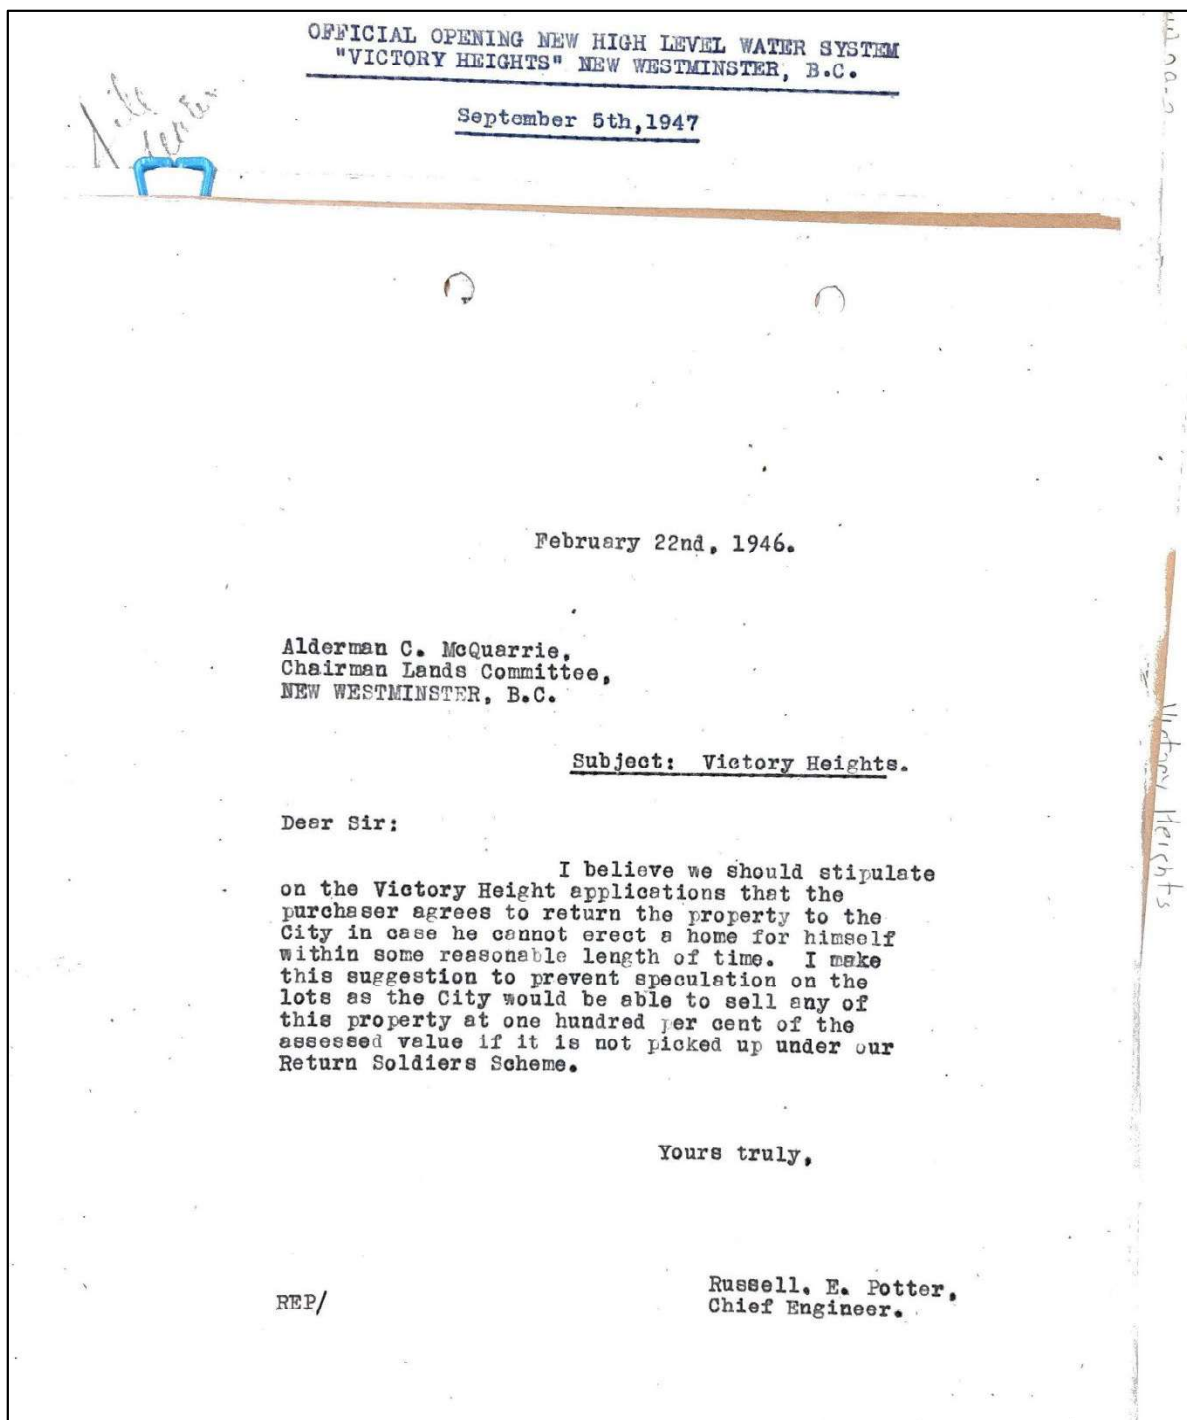 OFFICIAL OPENING NEW HIGH LEVEL WATER SYSTEM
"VICTORY HEIGHTS" NEW WESTMINSTER, B.C.
September 5th,1947
February 22nd, 1946.
Alderman C. McQuarrie,
Chairman Lands Committee,
NEW WESTMINSTER, B.C.
Subject: Victory Heights.
Dear Sir:
I believe we should stipulate
on the Victory Height applications that the
purchaser agrees to return the property to the
City in case he cannot erect a home for himself
within some reasonable length of time. I make
this suggestion to prevent speculation on the
lots as the City would be able to sell any of
this property at one hundred per cent of the
assessed value if it is not picked up under our
Return Soldiers Scheme.
Yours truly,
REP/
Russell. E. Potter,
Chief Engineer.
Victory Heights